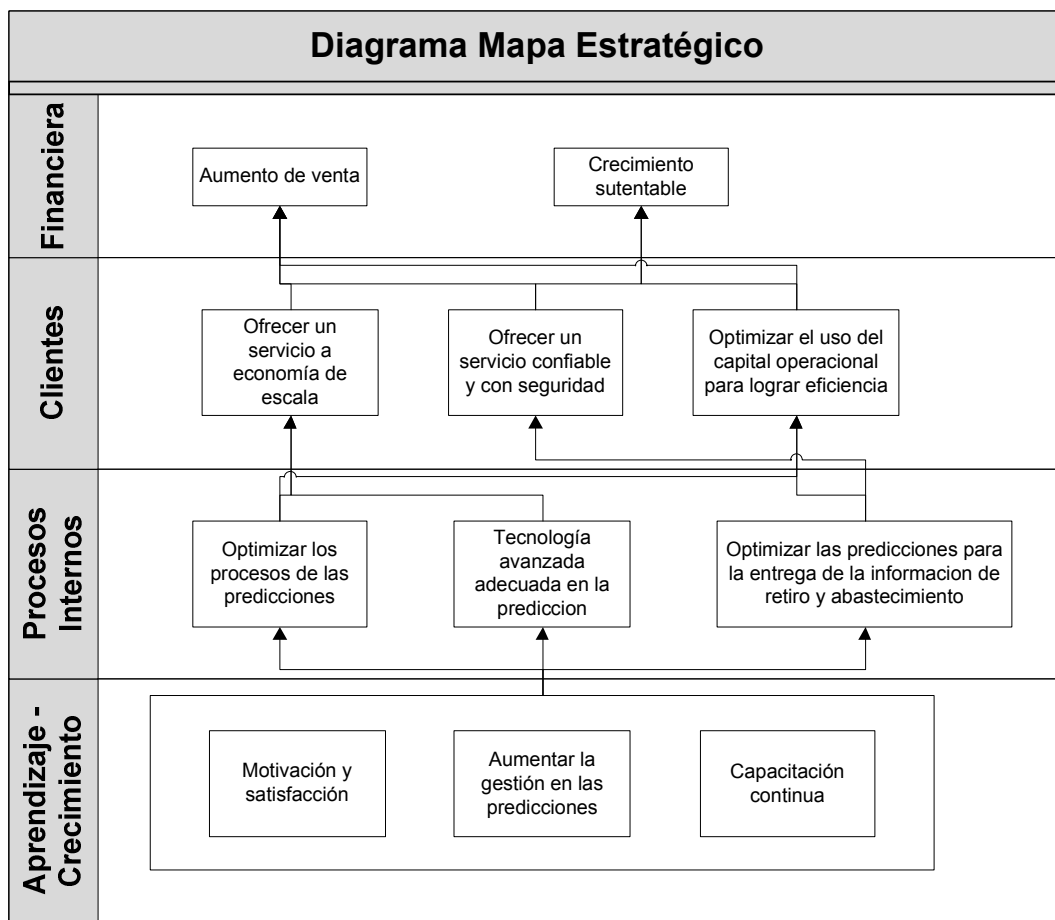 Diagrama Mapa Estratégico
Financiera
Aumento de venta
Crecimiento
sutentable
Clientes
Ofrecer un
servicio a
economía de
escala
Ofrecer un
servicio confiable
y con seguridad
Optimizar el uso del
capital operacional
para lograr eficiencia
Procesos
Internos
Optimizar los
procesos de las
predicciones
Tecnología
avanzada
adecuada en la
prediccion
Optimizar las predicciones para
la entrega de la informacion de
retiro y abastecimiento
Aprendizaje -
Crecimiento
Motivación y
satisfacción
Aumentar la
gestión en las
predicciones
Capacitación
continua